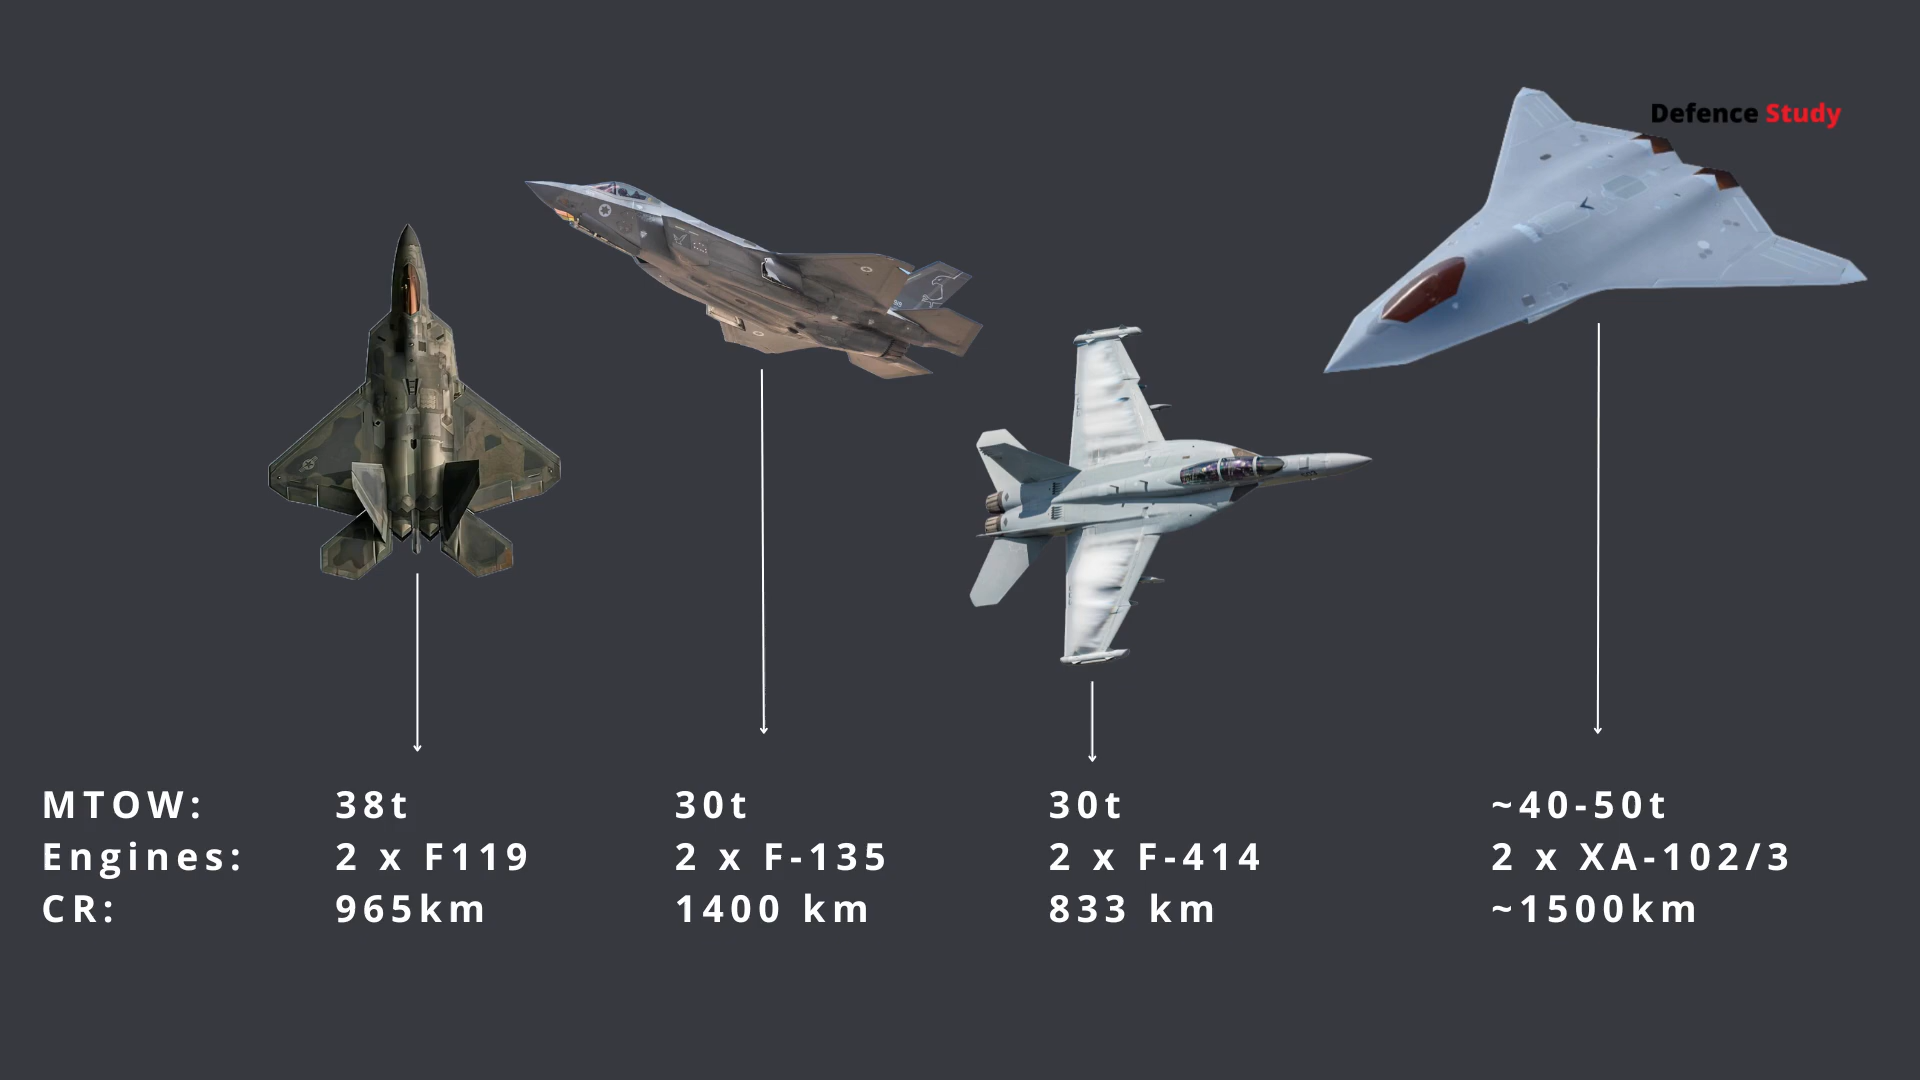 Defence Study
MTOW: 38t 30t 30t ~40-50t
Engines: 2 x F119 2 x F-135 2 x F-414 2 x XA-102/3
CR: 965km 1400 km 833 km ~1500km